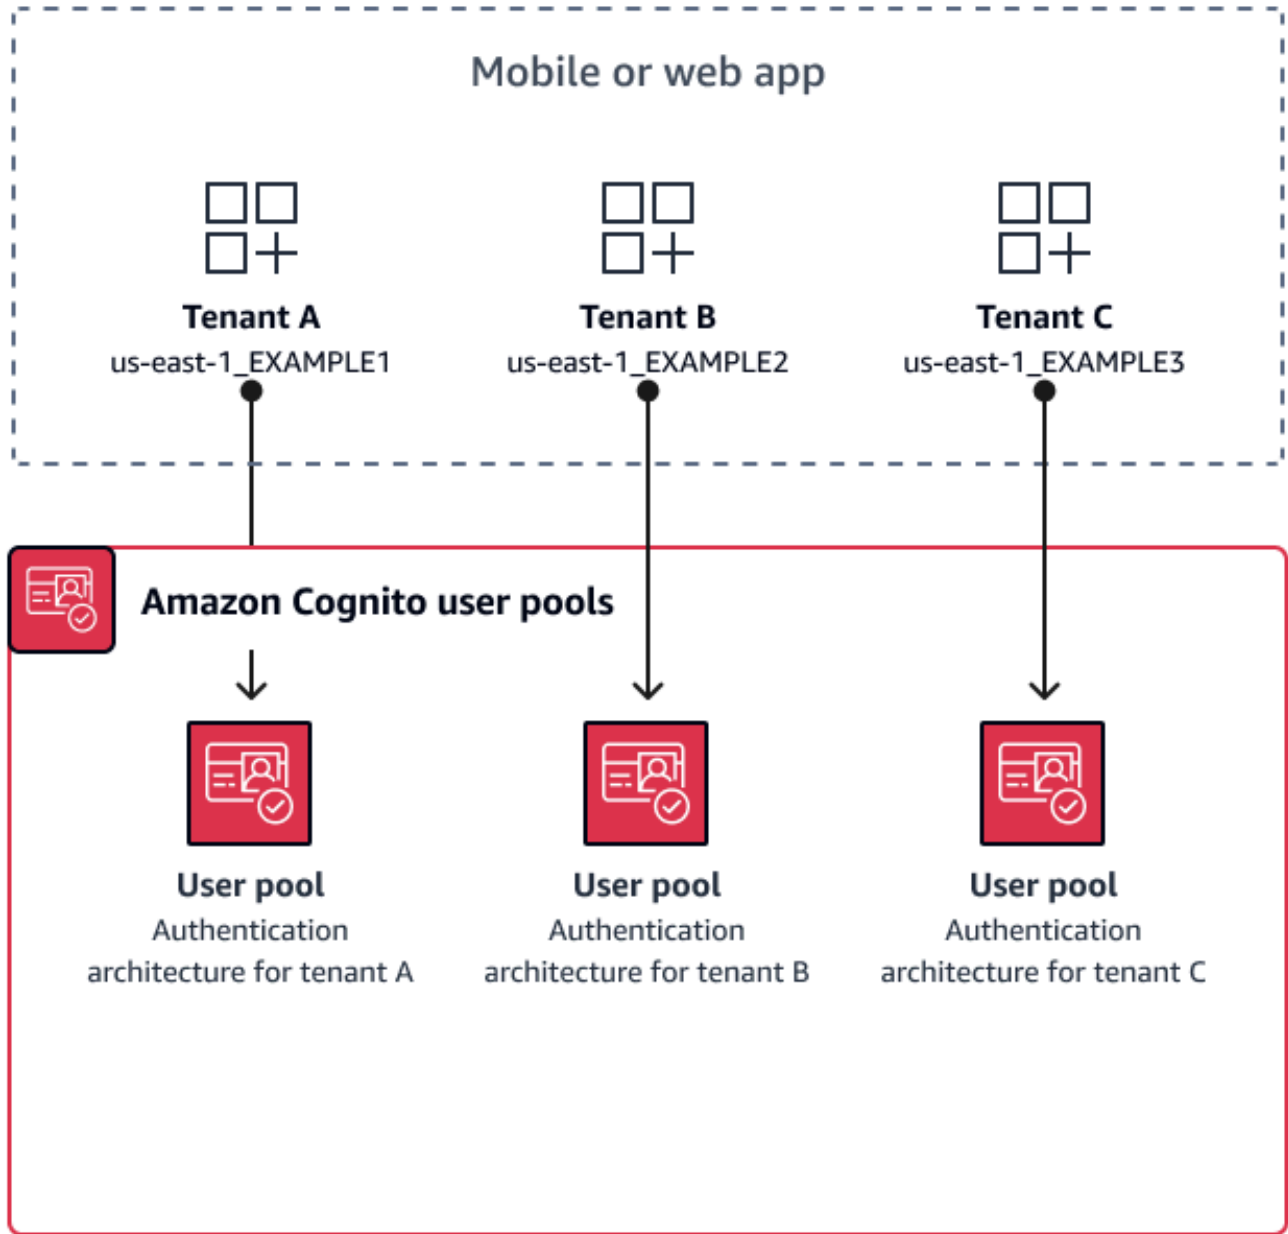 Mobile or web app
Tenant A
us-east-1_EXAMPLE1
Tenant B
us-east-1_EXAMPLE2
Tenant C
us-east-1_EXAMPLE3
Amazon Cognito user pools
User pool
Authentication
architecture for tenant A
User pool
Authentication
architecture for tenant B
User pool
Authentication
architecture for tenant C